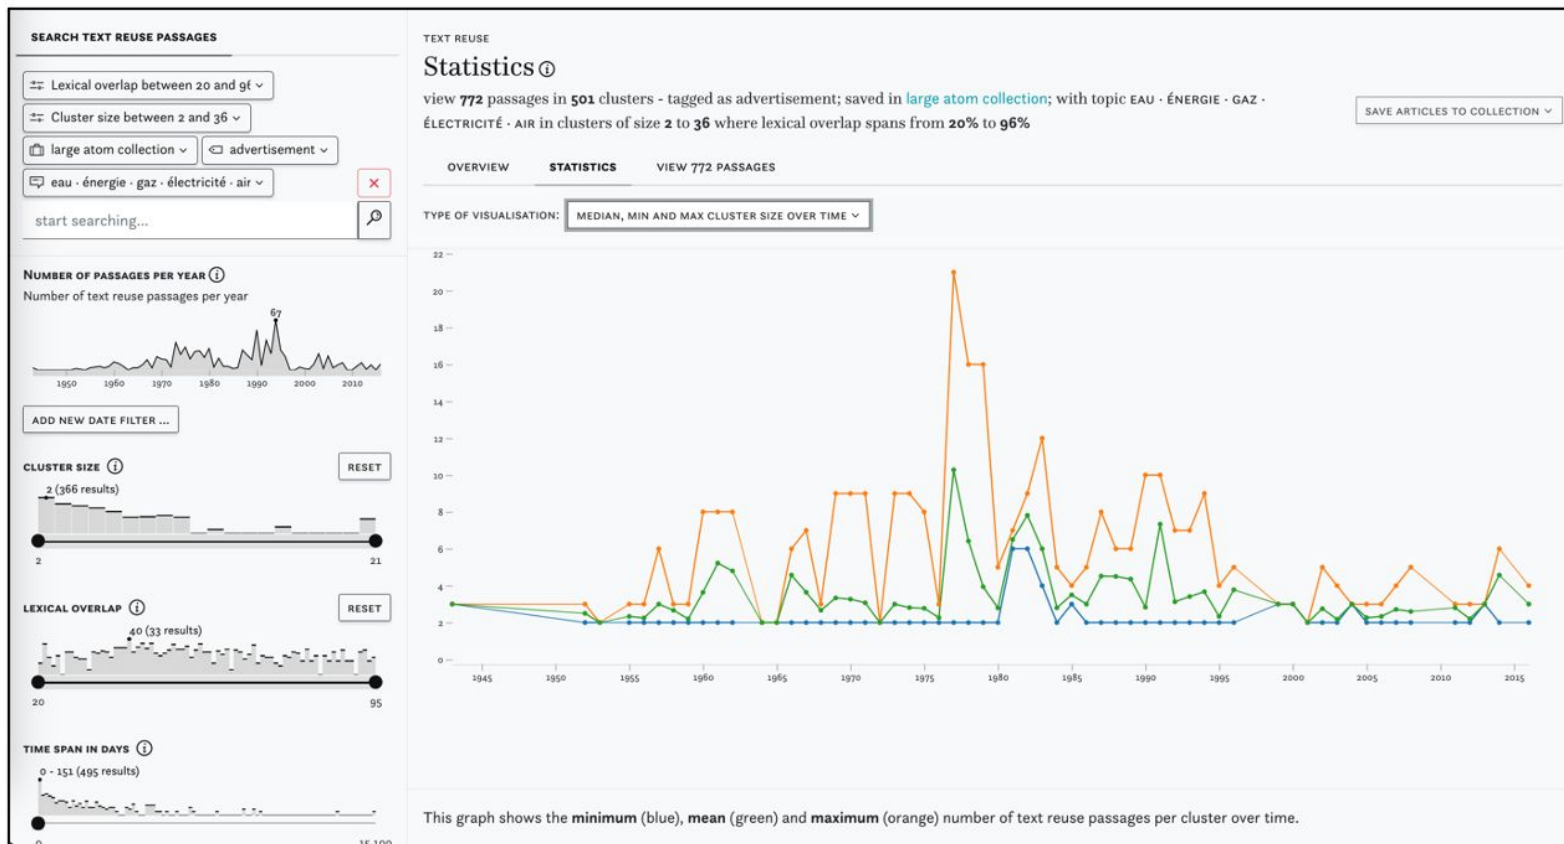 SEARCH TEXT REUSE PASSAGES
Lexical overlap between 20 and 96
Cluster size between 2 and 36
large atom collection
advertisement
eau · énergie · gaz · électricité · air
start searching...
NUMBER OF PASSAGES PER YEAR
Number of text reuse passages per year
67
1950 1960 1970 1980 1990 2000 2010
ADD NEW DATE FILTER ...
CLUSTER SIZE
RESET
2 (366 results)
2 21
LEXICAL OVERLAP
RESET
40 (33 results)
20 95
TIME SPAN IN DAYS
0 - 151 (495 results)
TEXT REUSE
Statistics
view 772 passages in 501 clusters - tagged as advertisement; saved in large atom collection; with topic EAU · ÉNERGIE · GAZ ·
ÉLECTRICITÉ · AIR in clusters of size 2 to 36 where lexical overlap spans from 20% to 96%
SAVE ARTICLES TO COLLECTION
OVERVIEW STATISTICS VIEW 772 PASSAGES
TYPE OF VISUALISATION: MEDIAN, MIN AND MAX CLUSTER SIZE OVER TIME
22
20
18
16
14
12
10
8
6
4
2
0
1945 1950 1955 1960 1965 1970 1975 1980 1985 1990 1995 2000 2005 2010 2015
This graph shows the minimum (blue), mean (green) and maximum (orange) number of text reuse passages per cluster over time.